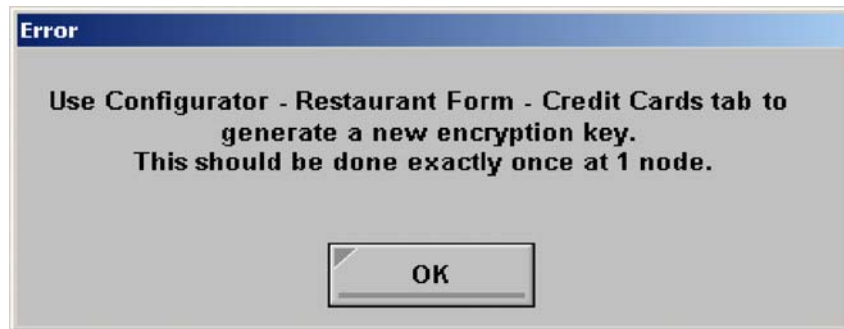 Error
Use Configurator - Restaurant Form - Credit Cards tab to
generate a new encryption key.
This should be done exactly once at 1 node.
OK